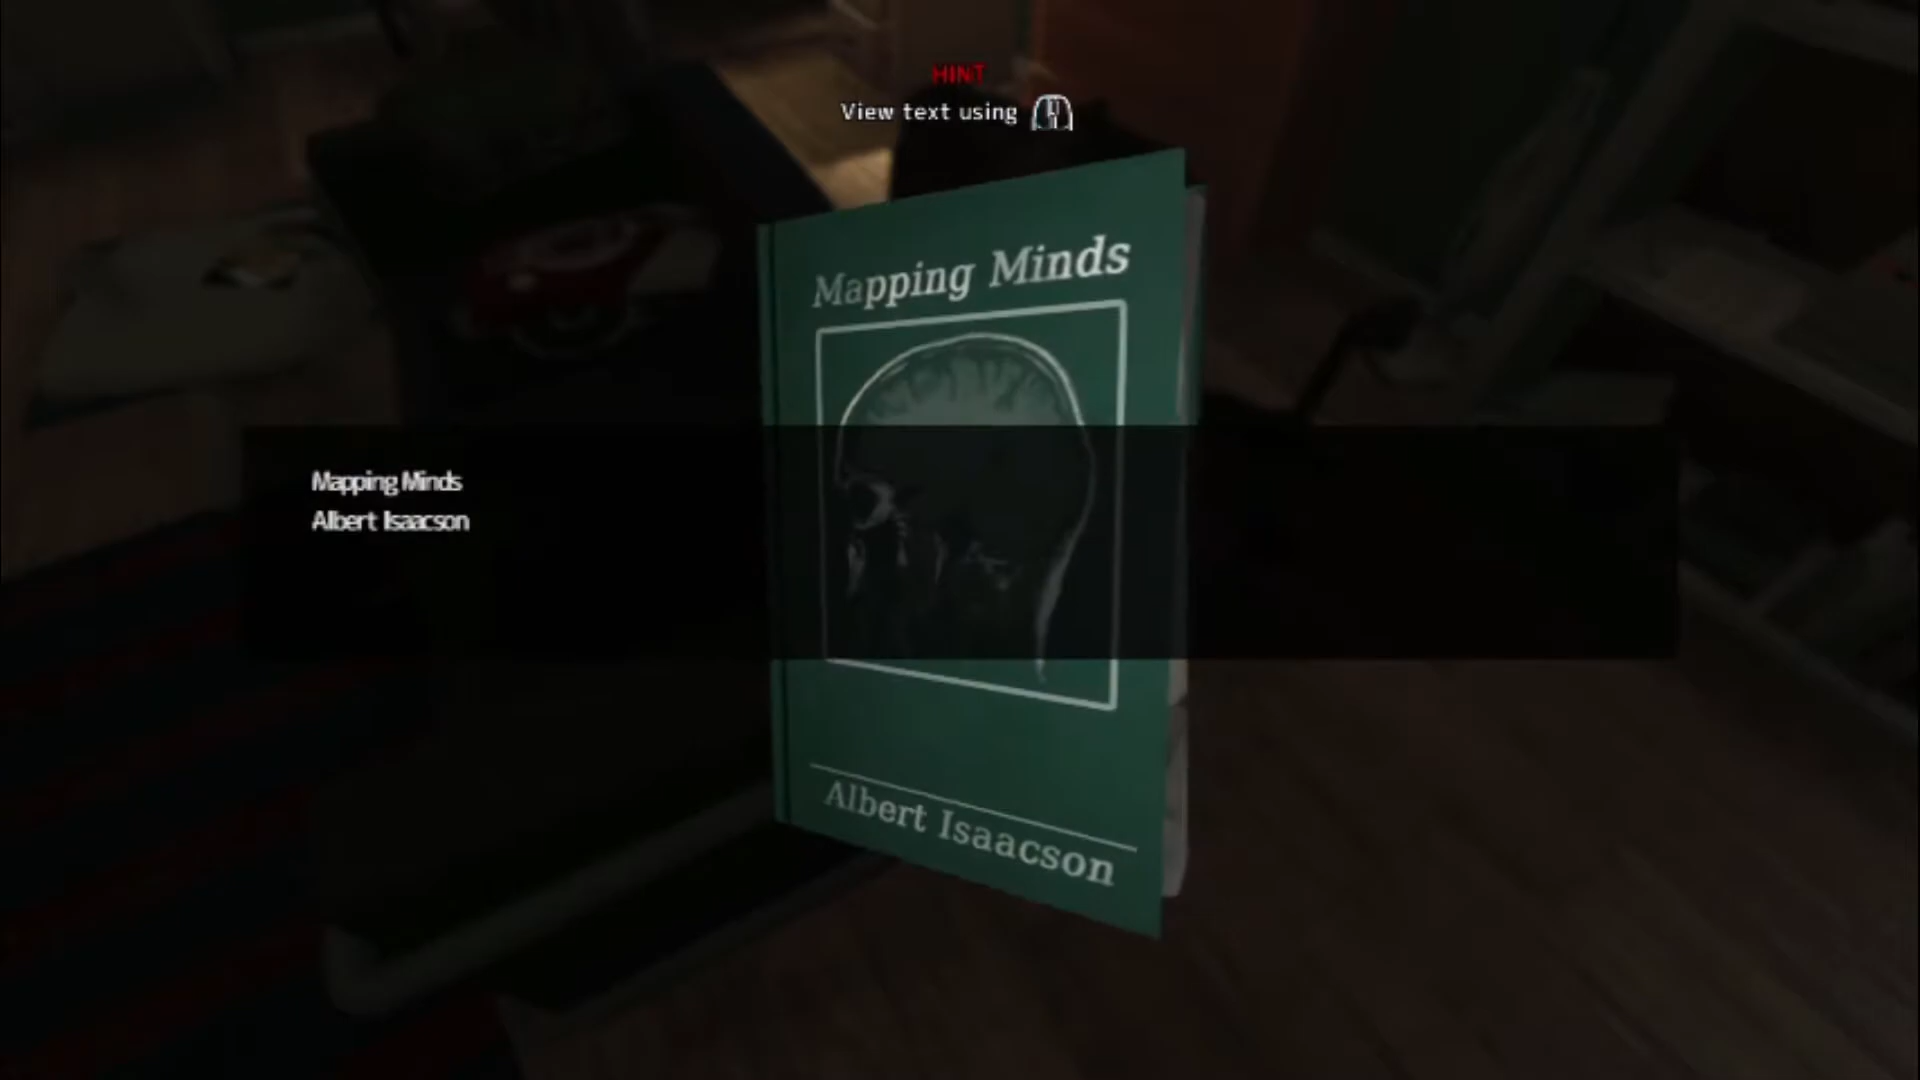 HINT
View text using
Mapping Minds
Mapping Minds
Albert Isaacson
Albert Isaacson